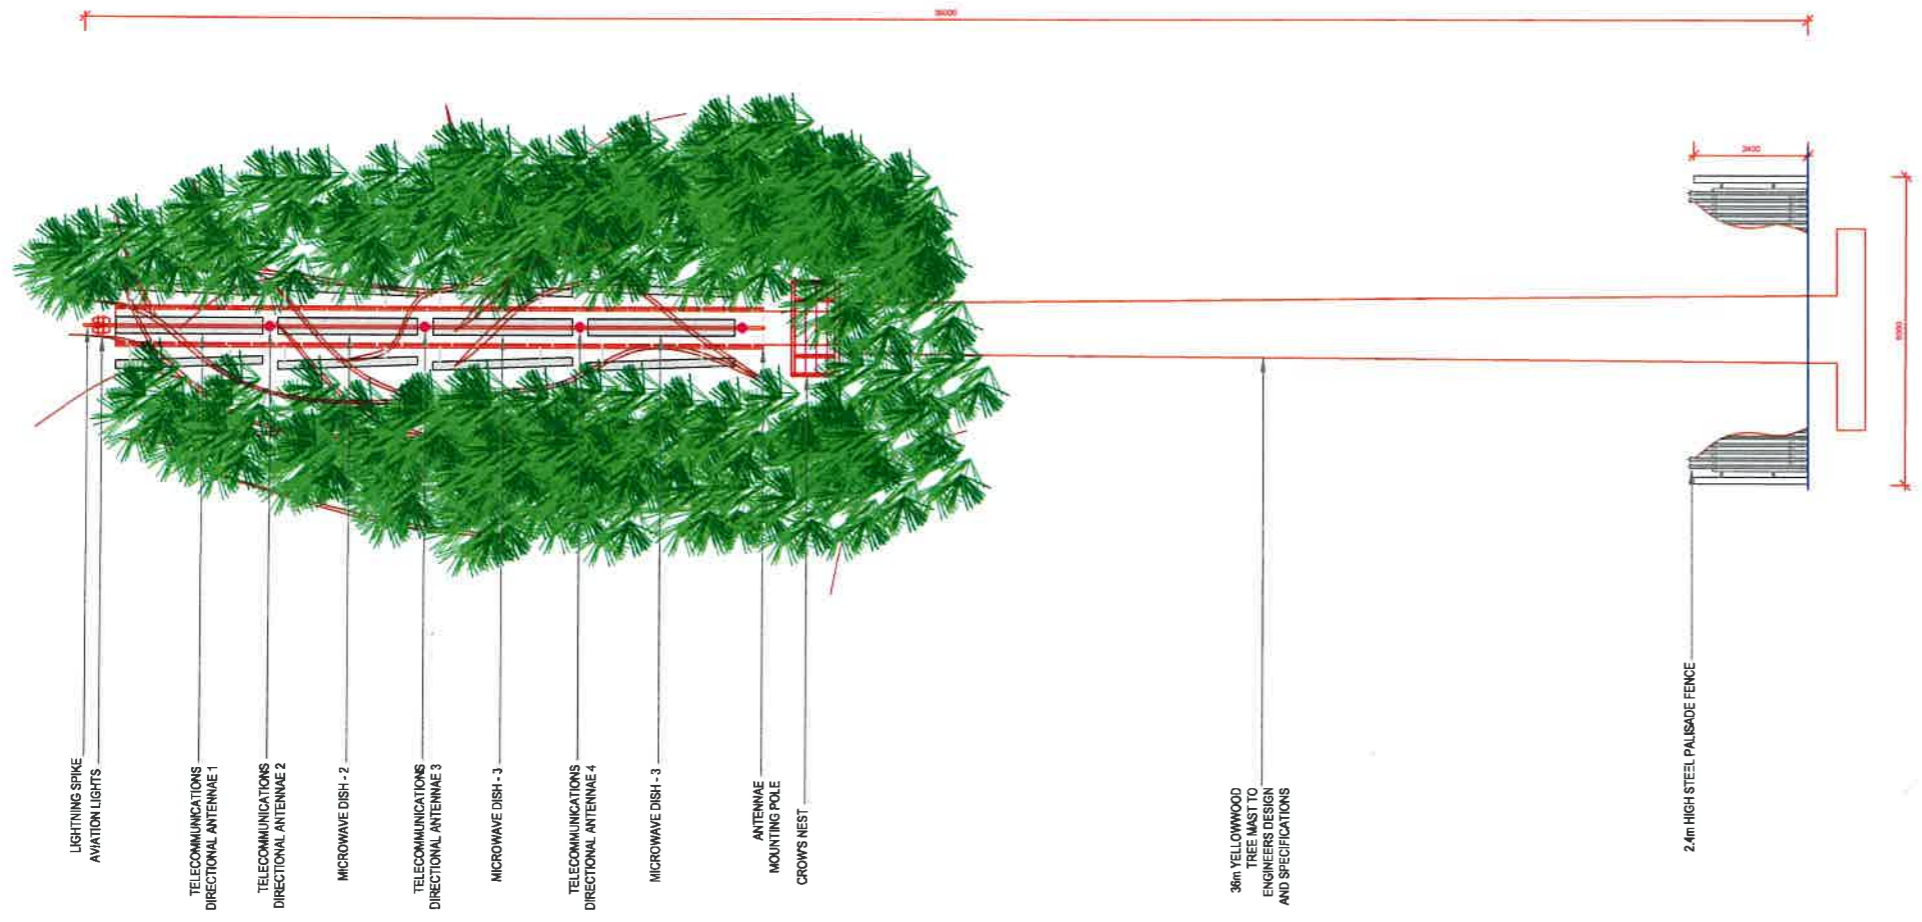 LIGHTNING SPIKE
AVIATION LIGHTS
TELECOMMUNICATIONS
DIRECTIONAL ANTENNAE 1
TELECOMMUNICATIONS
DIRECTIONAL ANTENNAE 2
MICROWAVE DISH - 2
TELECOMMUNICATIONS
DIRECTIONAL ANTENNAE 3
MICROWAVE DISH - 3
TELECOMMUNICATIONS
DIRECTIONAL ANTENNAE 4
MICROWAVE DISH - 3
ANTENNAE
MOUNTING POLE
CROW'S NEST
36m YELLOWWOOD
TREE MAST TO
ENGINEERS DESIGN
AND SPECIFICATIONS
2.4m HIGH STEEL PALISADE FENCE
2400